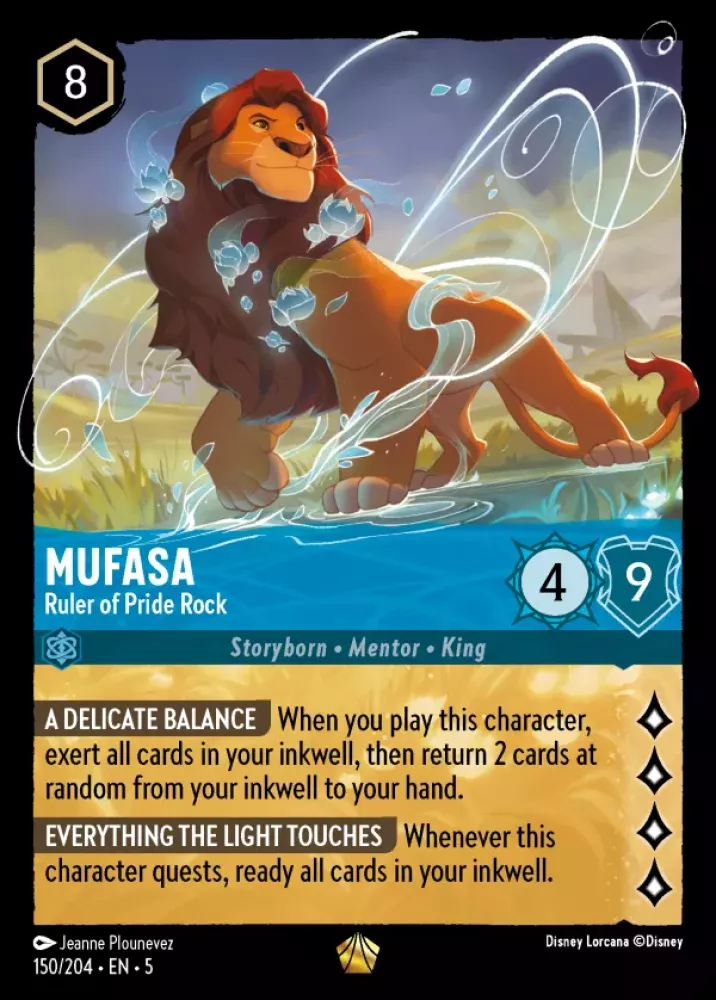 8
MUFASA
Ruler of Pride Rock
4
9
Storyborn • Mentor • King
A DELICATE BALANCE When you play this character,
exert all cards in your inkwell, then return 2 cards at
random from your inkwell to your hand.
EVERYTHING THE LIGHT TOUCHES Whenever this
character quests, ready all cards in your inkwell.
Jeanne Plounevez
Disney Lorcana ©Disney
150/204 • EN • 5